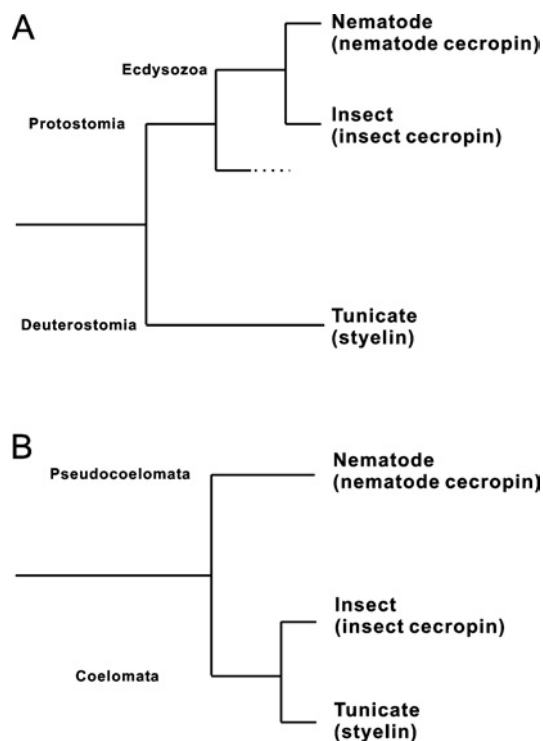 A
Nematode
(nematode cecropin)
Ecdysozoa
Protostomia
Insect
(insect cecropin)
Deuterostomia
Tunicate
(styelin)
B
Pseudocoelomata
Nematode
(nematode cecropin)
Insect
(insect cecropin)
Coelomata
Tunicate
(styelin)